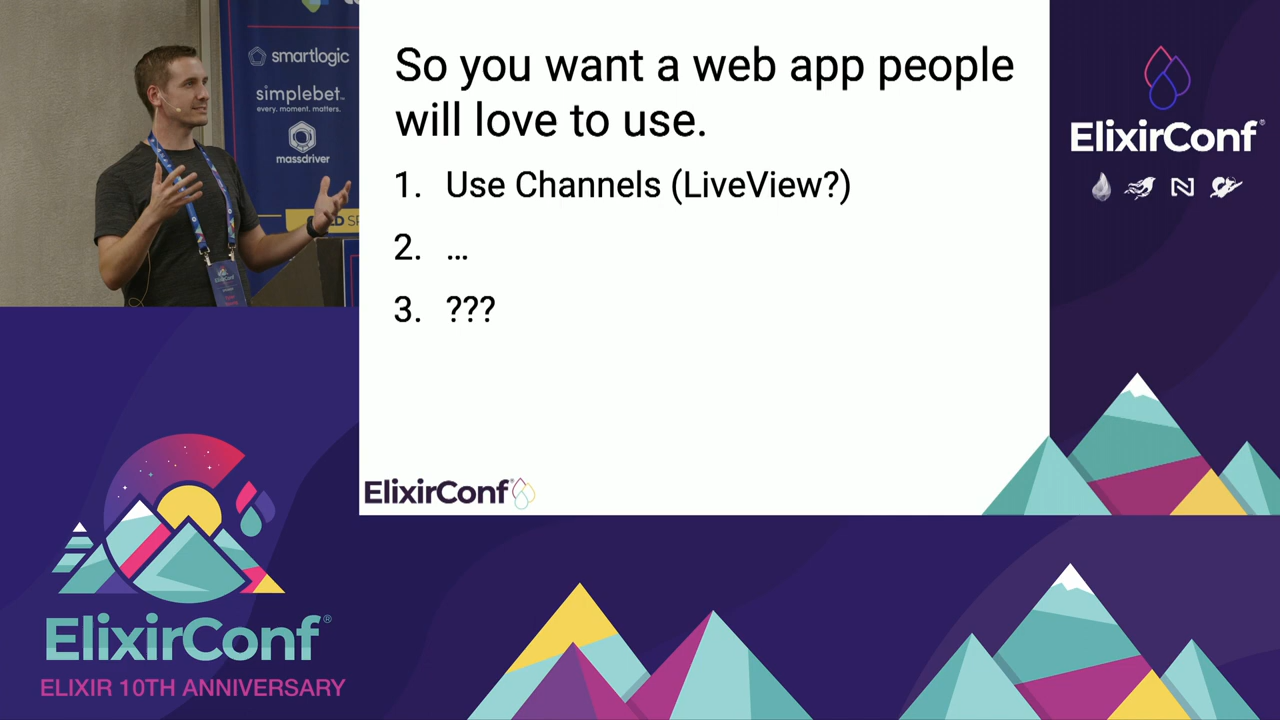 smartlogic
simplebet
every. moment. matters.
massdriver
ElixirConf
So you want a web app people
will love to use.
1. Use Channels (LiveView?)
2. ...
3. ???
ElixirConf
ElixirConf®
ElixirConf®
ELIXIR 10TH ANNIVERSARY